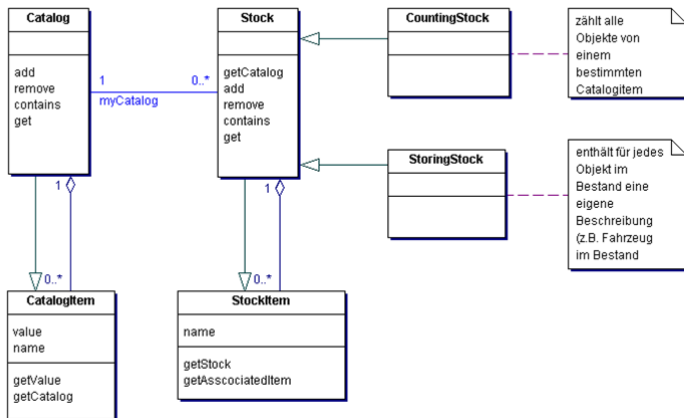 Catalog
add
remove
contains
get
1
0..*
myCatalog
Stock
getCatalog
add
remove
contains
get
CountingStock
zählt alle
Objekte von
einem
bestimmten
Catalogitem
StoringStock
enthält für jedes
Objekt im
Bestand eine
eigene
Beschreibung
(z.B. Fahrzeug
im Bestand
1
0..*
1
0..*
CatalogItem
value
name
getValue
getCatalog
StockItem
name
getStock
getAsscociatedItem